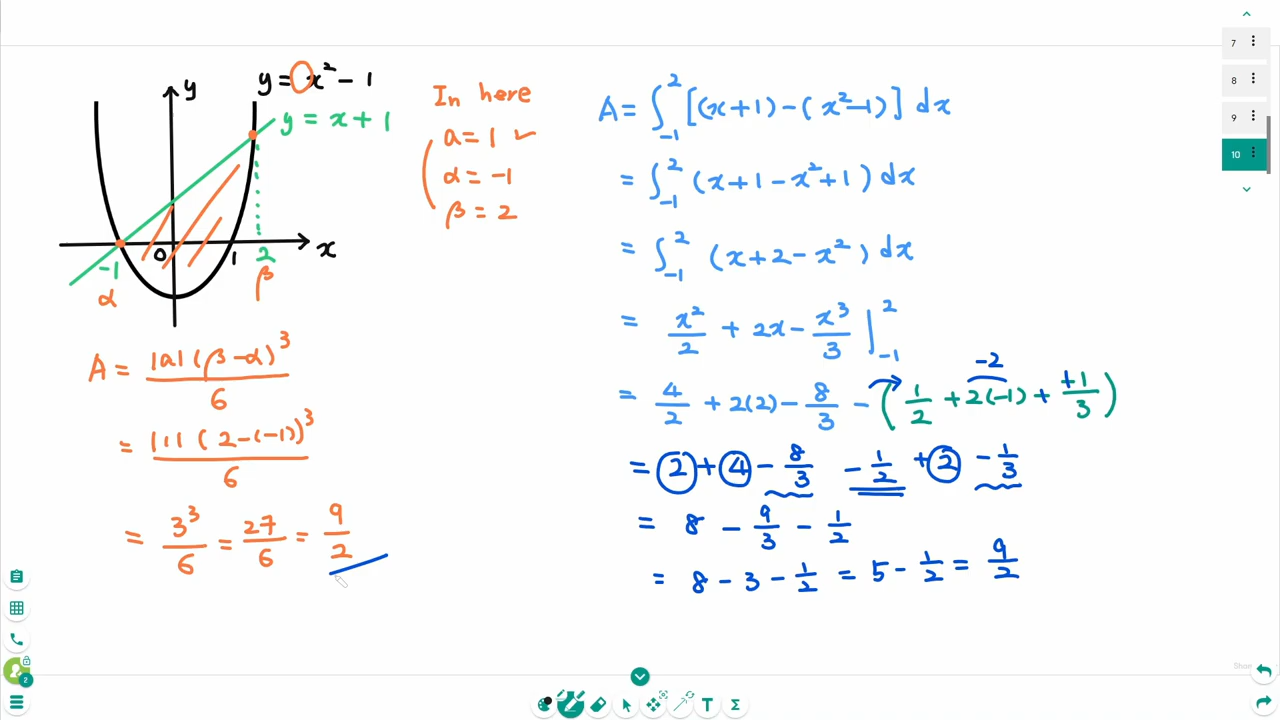 y = x² - 1
y
y = x + 1
x
0
-1
1
2
α
β
In here
a = 1 ✓
α = -1
β = 2
A = |a| (β - α)³ / 6
= |1| (2 - (-1))³ / 6
= 3³/6 = 27/6 = 9/2
A = ∫₋₁² [(x+1) - (x² - 1)] dx
= ∫₋₁² (x + 1 - x² + 1) dx
= ∫₋₁² (x + 2 - x²) dx
= x²/2 + 2x - x³/3 |₋₁²
-2
= 4/2 + 2(2) - 8/3 - (1/2 + 2(-1) + +1/3)
= 2 + 4 - 8/3 - 1/2 + 2 - 1/3
= 8 - 9/3 - 1/2
= 8 - 3 - 1/2 = 5 - 1/2 = 9/2
7
8
9
10
2
T
Σ